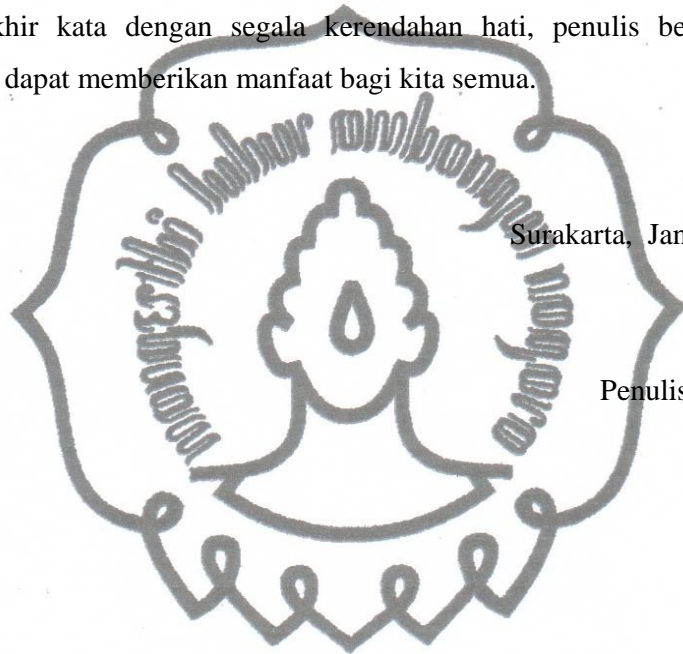 khir kata dengan segala kerendahan hati, penulis be
dapat memberikan manfaat bagi kita semua.
Surakarta, Jan
Penulis